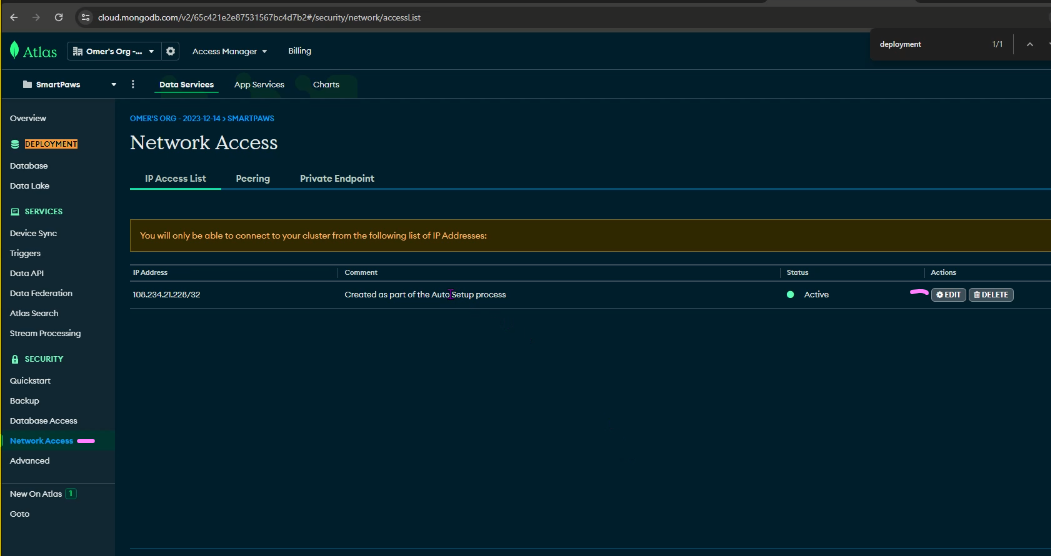 cloud.mongodb.com/v2/65c421e2e87531567bc4d7b2#/security/network/accessList
deployment 1/1
Atlas Omer's Org -... Access Manager Billing
SmartPaws Data Services App Services Charts
Overview
DEPLOYMENT
Database
Data Lake
SERVICES
Device Sync
Triggers
Data API
Data Federation
Atlas Search
Stream Processing
SECURITY
Quickstart
Backup
Database Access
Network Access
Advanced
New On Atlas 1
Goto
OMER'S ORG - 2023-12-14 > SMARTPAWS
Network Access
IP Access List Peering Private Endpoint
You will only be able to connect to your cluster from the following list of IP Addresses:
IP Address Comment Status Actions
108.234.21.228/32 Created as part of the Auto Setup process Active EDIT DELETE